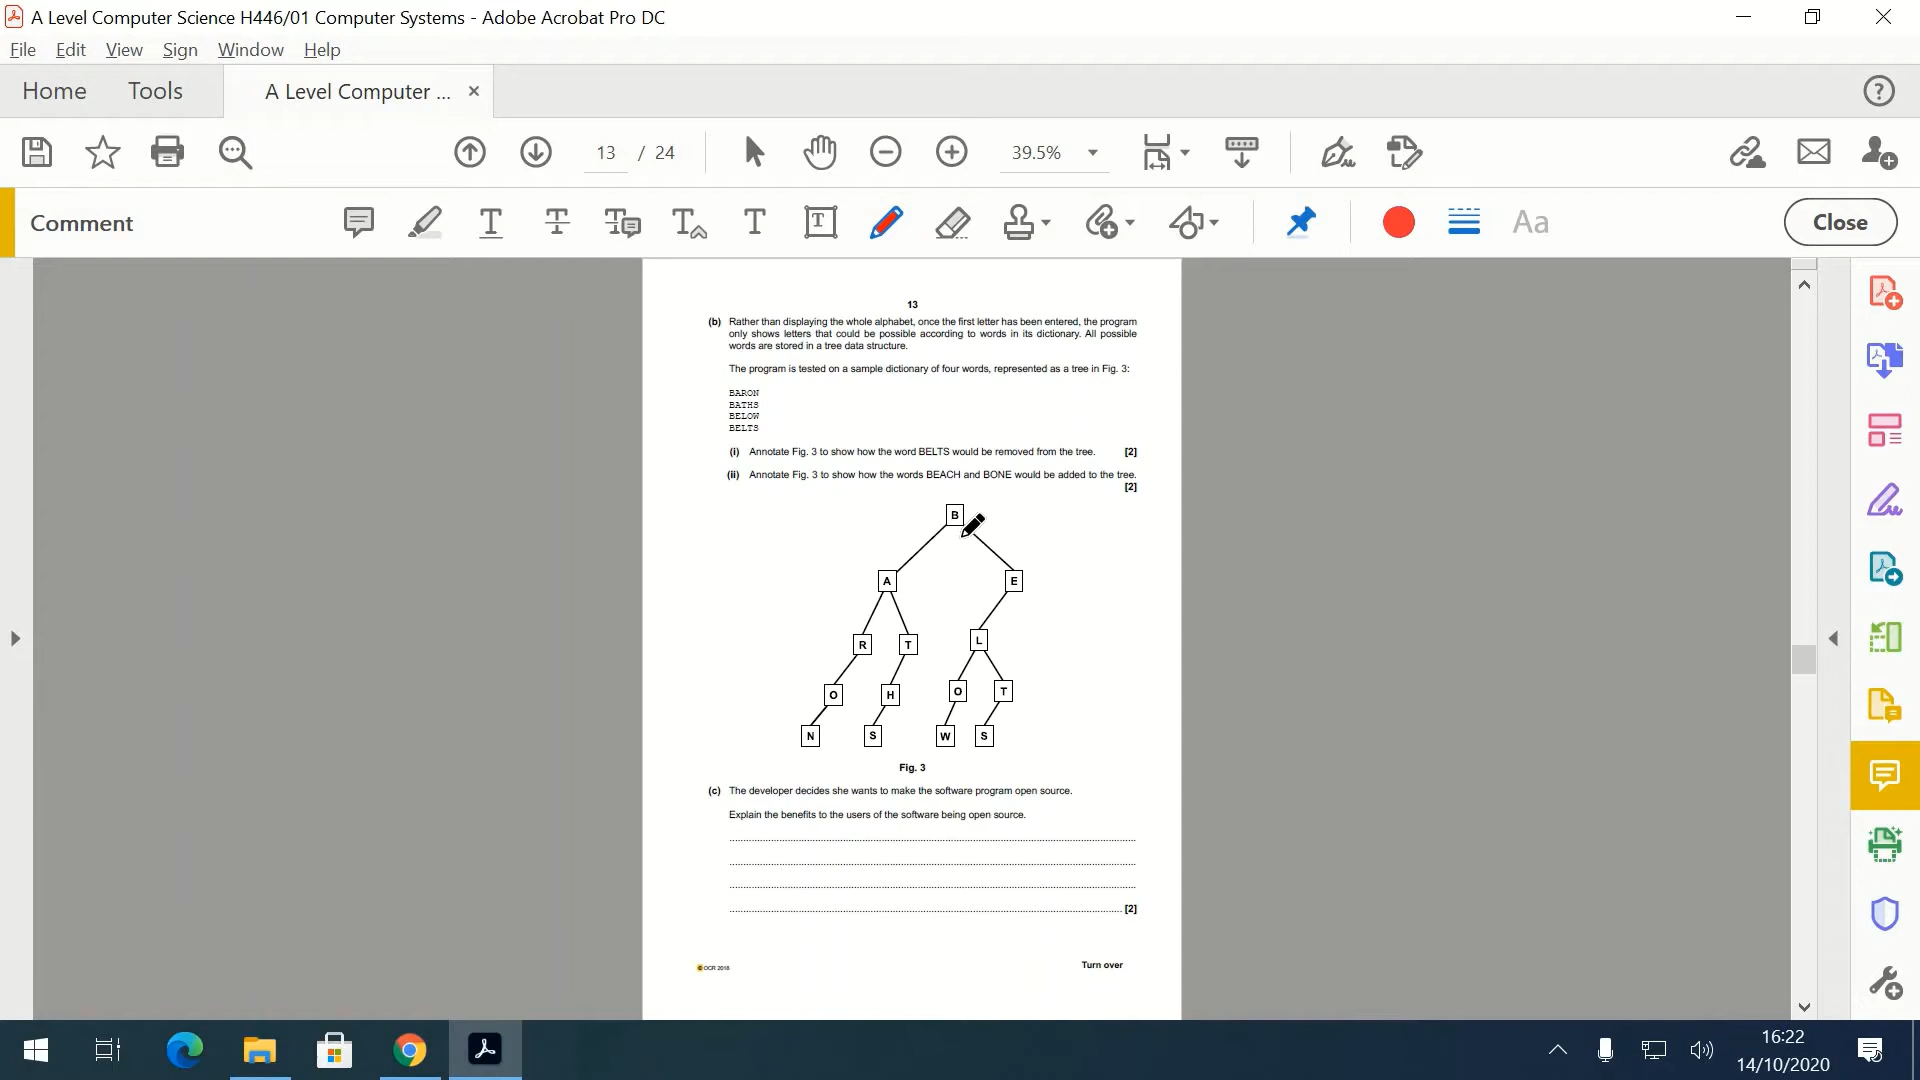 A Level Computer Science H446/01 Computer Systems - Adobe Acrobat Pro DC
File Edit View Sign Window Help
Home Tools A Level Computer ... ×
13 / 24 39.5%
Comment Aa Close
13
(b) Rather than displaying the whole alphabet, once the first letter has been entered, the program
only shows letters that could be possible according to words in its dictionary. All possible
words are stored in a tree data structure.
The program is tested on a sample dictionary of four words, represented as a tree in Fig. 3:
BARON
BATHS
BELOW
BELTS
(i) Annotate Fig. 3 to show how the word BELTS would be removed from the tree. [2]
(ii) Annotate Fig. 3 to show how the words BEACH and BONE would be added to the tree.
[2]
B
A E
R T L
O H O T
N S W S
Fig. 3
(c) The developer decides she wants to make the software program open source.
Explain the benefits to the users of the software being open source.
[2]
© OCR 2018
Turn over
16:22
14/10/2020